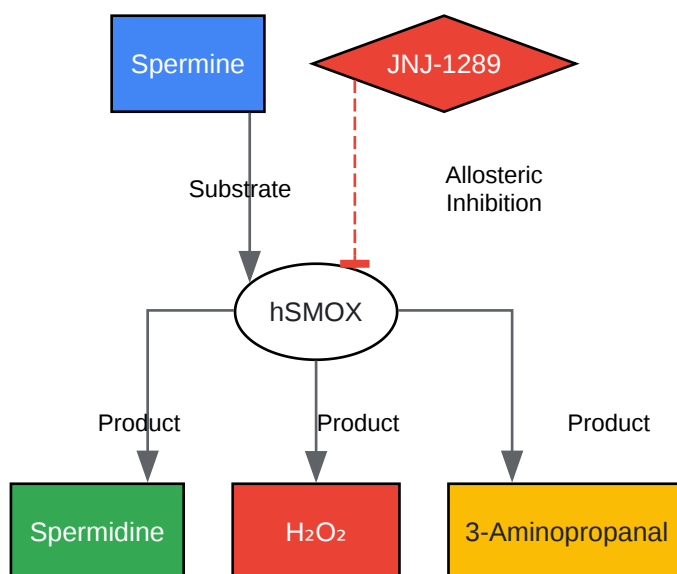 Spermine
JNJ-1289
Substrate
Allosteric
Inhibition
hSMOX
Product
Product
Product
Spermidine
H₂O₂
3-Aminopropanal